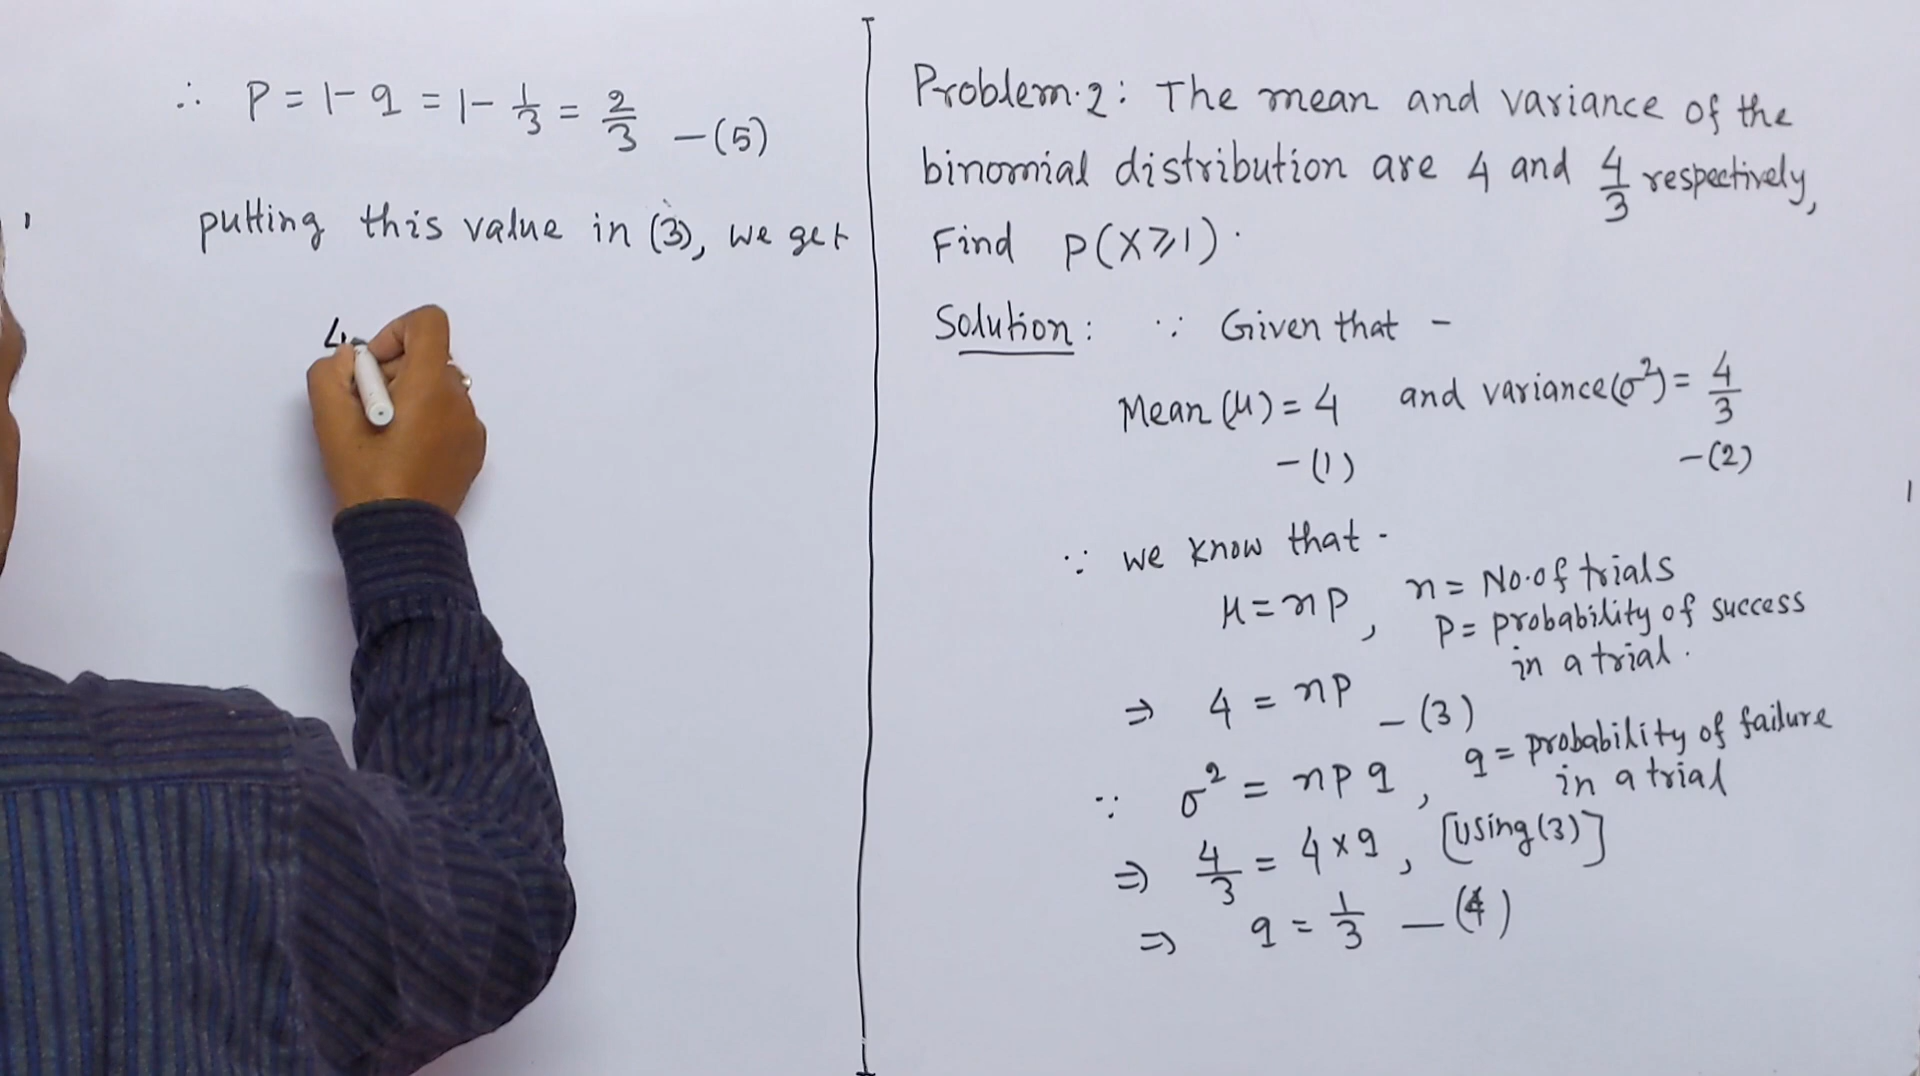 Problem.2: The mean and variance of the
binomial distribution are 4 and 4/3 respectively,
Find P(X⩾1).
Solution: ∵ Given that -
Mean (μ) = 4 and variance(σ²) = 4/3
-(1) -(2)
∵ we know that -
μ = np, n = No.of trials
P = probability of success
in a trial.
⇒ 4 = np -(3)
∵ σ² = npq, q = probability of failure
in a trial
⇒ 4/3 = 4×q, [using(3)]
⇒ q = 1/3 -(4)
∴ P = 1-q = 1-1/3 = 2/3 -(5)
putting this value in (3), we get
4